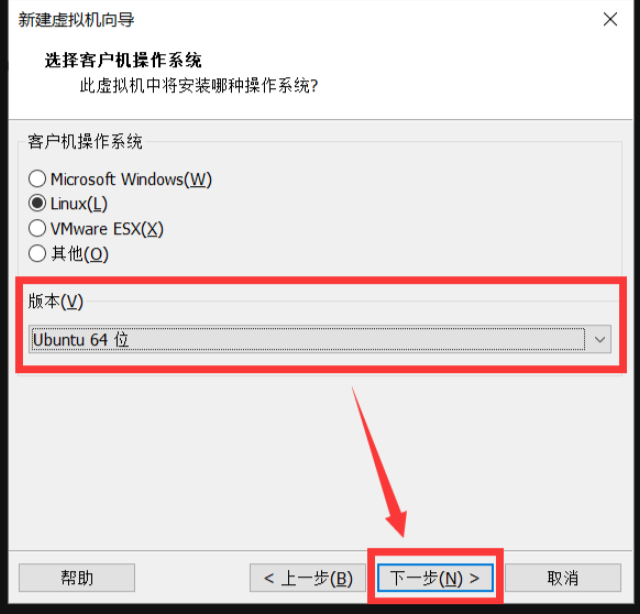 新建虚拟机向导
选择客户机操作系统
此虚拟机中将安装哪种操作系统?
客户机操作系统
Microsoft Windows(W)
Linux(L)
VMware ESX(X)
其他(O)
版本(V)
Ubuntu 64 位
帮助
< 上一步(B)
下一步(N) >
取消